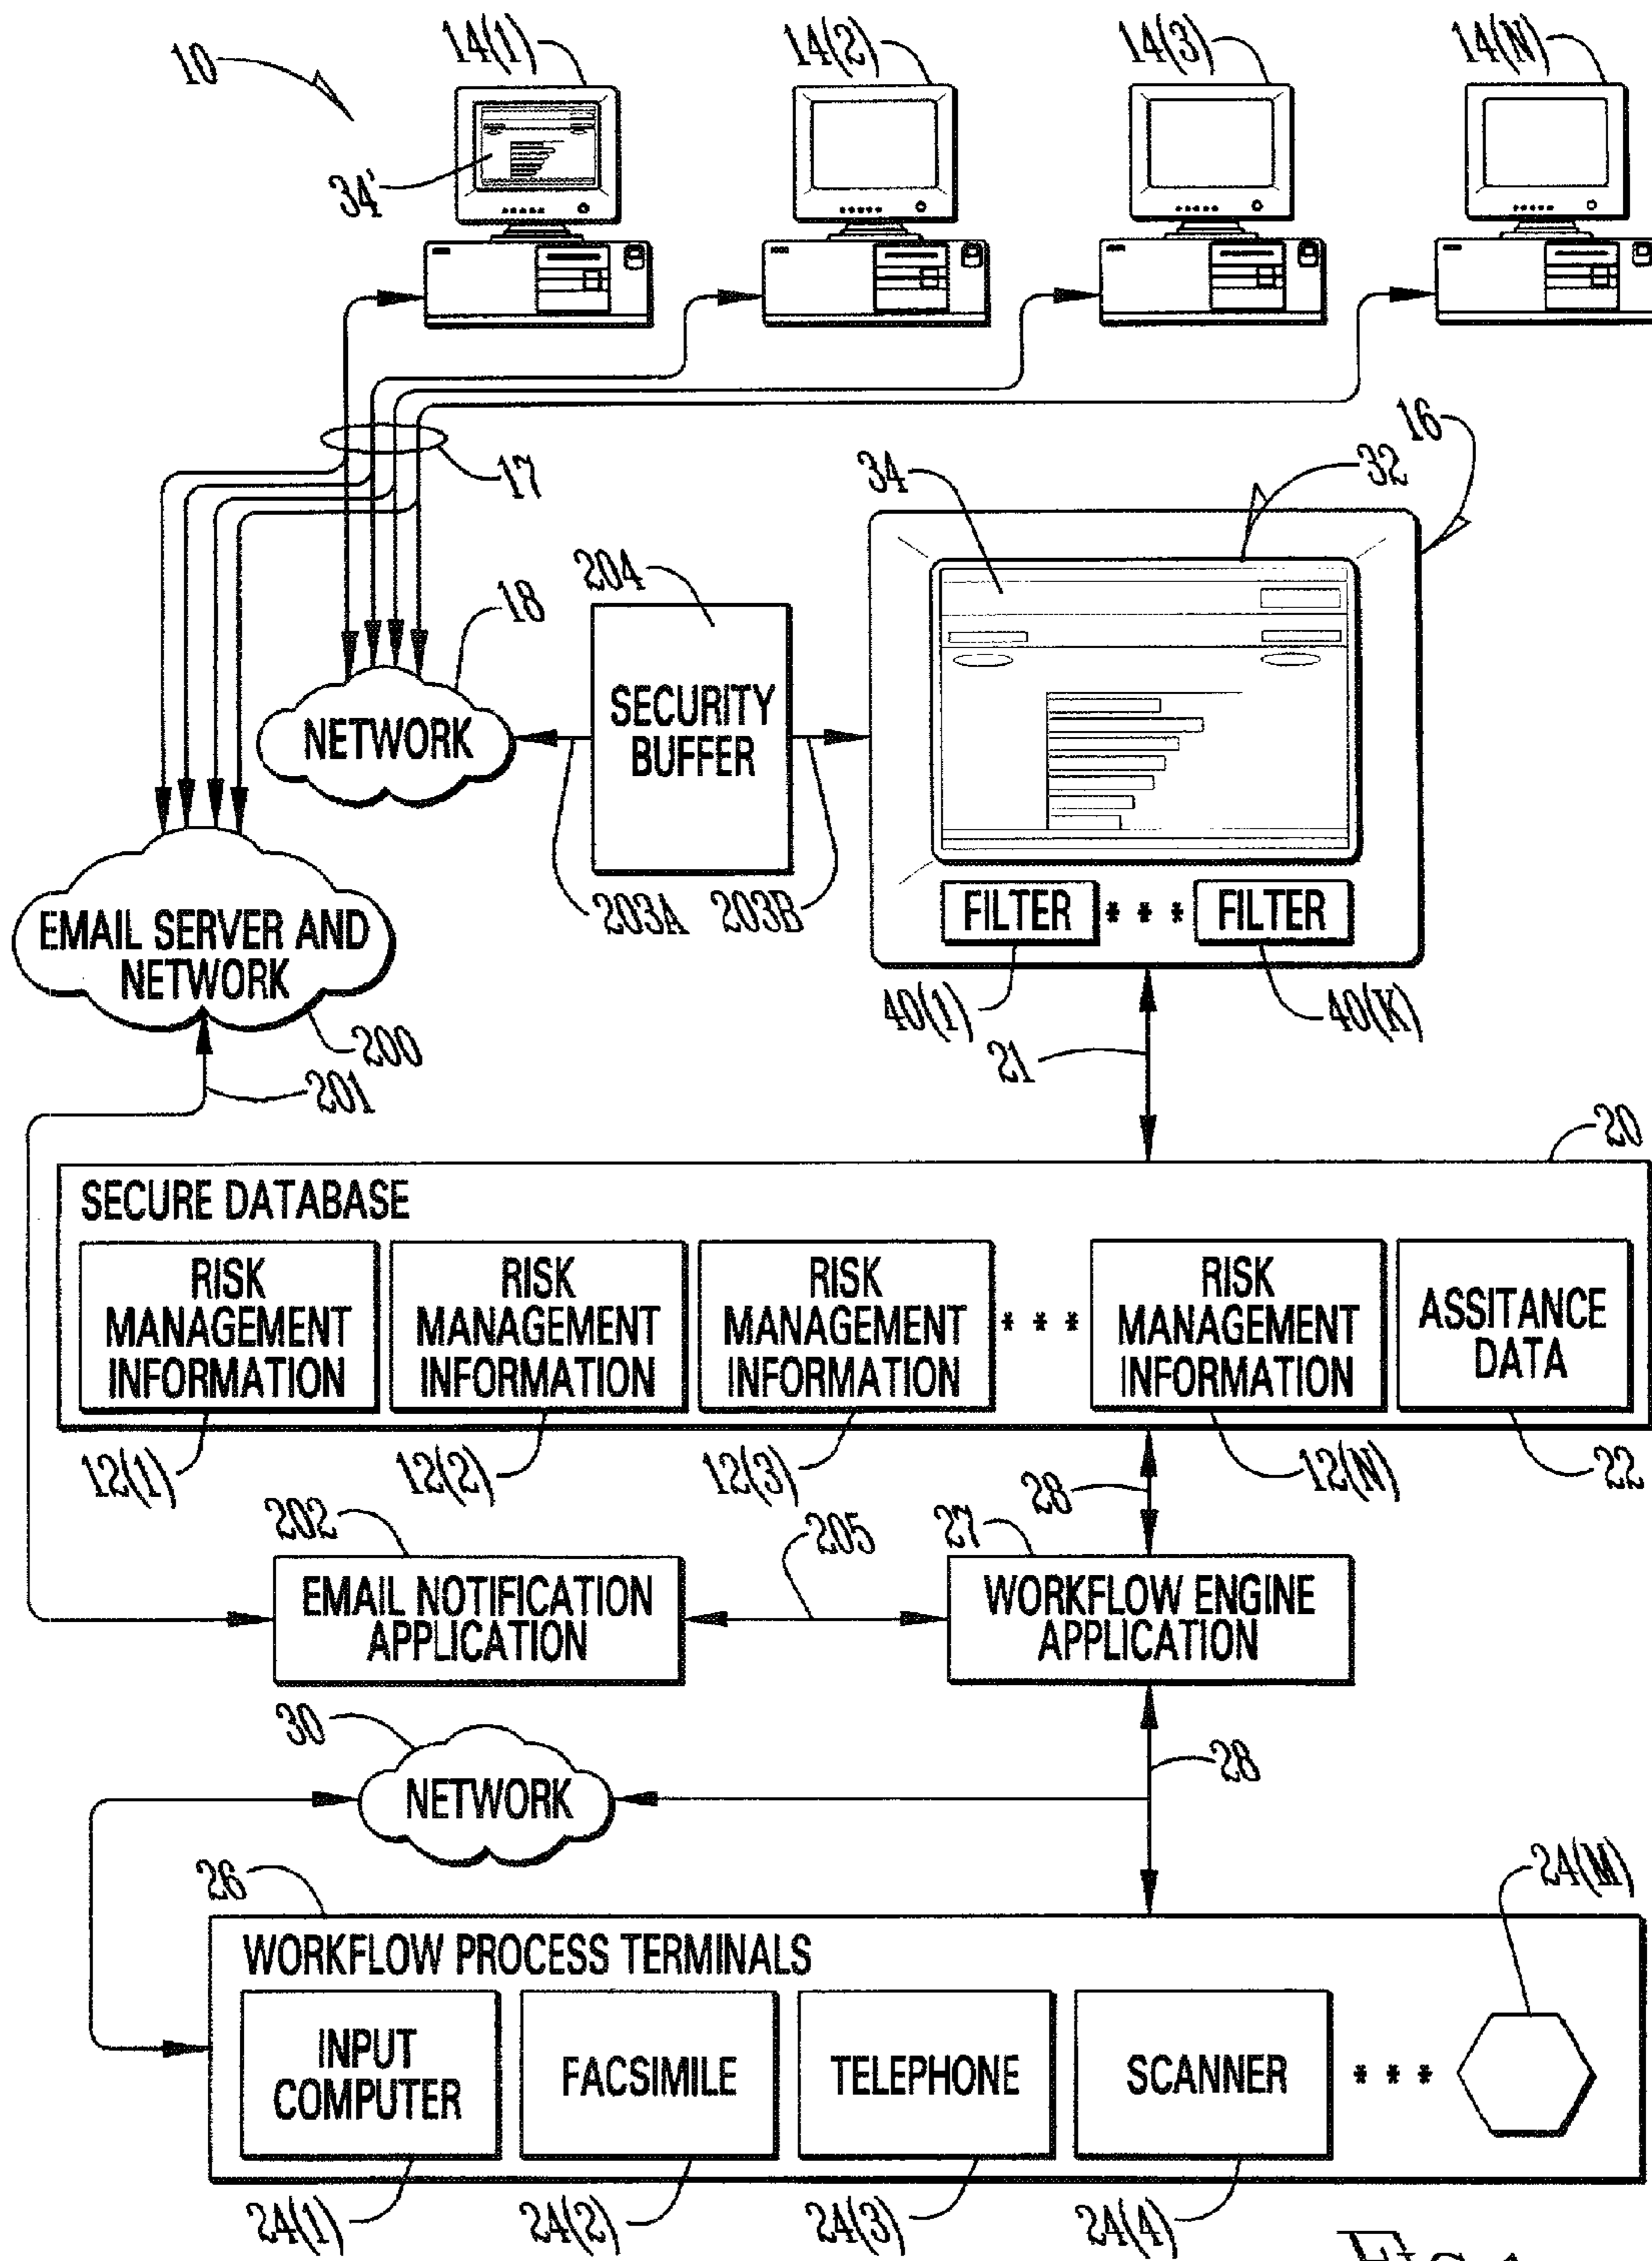 10
14(1)
14(2)
14(3)
14(N)
34'
17
16
34
32
204
18
SECURITY
BUFFER
NETWORK
203A
203B
FILTER * * * FILTER
EMAIL SERVER AND
NETWORK
40(1)
40(K)
200
21
201
20
SECURE DATABASE
RISK
MANAGEMENT
INFORMATION
RISK
MANAGEMENT
INFORMATION
RISK
MANAGEMENT
INFORMATION
* * *
RISK
MANAGEMENT
INFORMATION
ASSITANCE
DATA
12(1)
12(2)
12(3)
28
12(N)
22
202
205
27
EMAIL NOTIFICATION
APPLICATION
WORKFLOW ENGINE
APPLICATION
30
28
NETWORK
26
24(M)
WORKFLOW PROCESS TERMINALS
INPUT
COMPUTER
FACSIMILE
TELEPHONE
SCANNER
* * *
24(1)
24(2)
24(3)
24(4)